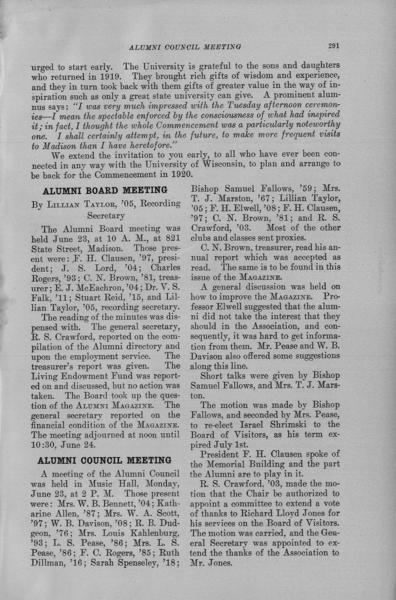 ALUMNI COUNCIL MEETING 291
urged to start early. The University is grateful to the sons and daughters
who returned in 1919. They brought rich gifts of wisdom and experience,
and they in turn took back with them gifts of greater value in the way of in-
spiration such as only a great state university can give. A prominent alum-
nus says: "I was very much impressed with the Tuesday afternoon ceremon-
ies—I mean the spectable enforced by the consciousness of what had inspired
it; in fact, I thought the whole Commencement was a particularly noteworthy
one. I shall certainly attempt, in the future, to make more frequent visits
to Madison than I have heretofore."
We extend the invitation to you early, to all who have ever been con-
nected in any way with the University of Wisconsin, to plan and arrange to
be back for the Commencement in 1920.
ALUMNI BOARD MEETING
By LILLIAN TAYLOR, '05, Recording
Secretary
The Alumni Board meeting was
held June 23, at 10 A. M., at 821
State Street, Madison. Those pres-
ent were: F. H. Clausen, '97, presi-
dent; J. S. Lord, '04; Charles
Rogers, '93; C. N. Brown, '81, treas-
urer; E. J. McEachron, '04; Dr. V. S.
Falk, '11; Stuart Reid, '15, and Lil-
lian Taylor, '05, recording secretary.
The reading of the minutes was dis-
pensed with. The general secretary,
R. S. Crawford, reported on the com-
pilation of the Alumni directory and
upon the employment service. The
treasurer's report was given. The
Living Endowment Fund was report-
ed on and discussed, but no action was
taken. The Board took up the ques-
tion of the ALUMNI MAGAZINE. The
general secretary reported on the
financial condition of the MAGAZINE.
The meeting adjourned at noon until
10:30, June 24.
ALUMNI COUNCIL MEETING
A meeting of the Alumni Council
was held in Music Hall, Monday,
June 23, at 2 P. M. Those present
were: Mrs. W. B. Bennett, '04; Kath-
arine Allen, '87; Mrs. W. A. Scott,
'97; W. B. Davison, '08; R. B. Dud-
geon, '76; Mrs. Louis Kahlenburg,
'93; L. S. Pease, '86; Mrs. L. S.
Pease, '86; F. C. Rogers, '85; Ruth
Dillman, '16; Sarah Spenseley, '18;
Bishop Samuel Fallows, '59; Mrs.
T. J. Marston, '67; Lillian Taylor,
'05; F. H. Elwell, '08; F. H. Clausen,
'97; C. N. Brown, '81; and R. S.
Crawford, '03. Most of the other
clubs and classes sent proxies.
C. N. Brown, treasurer, read his an-
nual report which was accepted as
read. The same is to be found in this
issue of the MAGAZINE.
A general discussion was held on
how to improve the MAGAZINE. Pro-
fessor Elwell suggested that the alum-
ni did not take the interest that they
should in the Association, and con-
sequently, it was hard to get informa-
tion from them. Mr. Pease and W. B.
Davison also offered some suggestions
along this line.
Short talks were given by Bishop
Samuel Fallows, and Mrs. T. J. Mars-
ton.
The motion was made by Bishop
Fallows, and seconded by Mrs. Pease,
to re-elect Israel Shrimski to the
Board of Visitors, as his term ex-
pired July 1st.
President F. H. Clausen spoke of
the Memorial Building and the part
the Alumni are to play in it.
R. S. Crawford, '03, made the mo-
tion that the Chair be authorized to
appoint a committee to extend a vote
of thanks to Richard Lloyd Jones for
his services on the Board of Visitors.
The motion was carried, and the Gen-
eral Secretary was appointed to ex-
tend the thanks of the Association to
Mr. Jones.